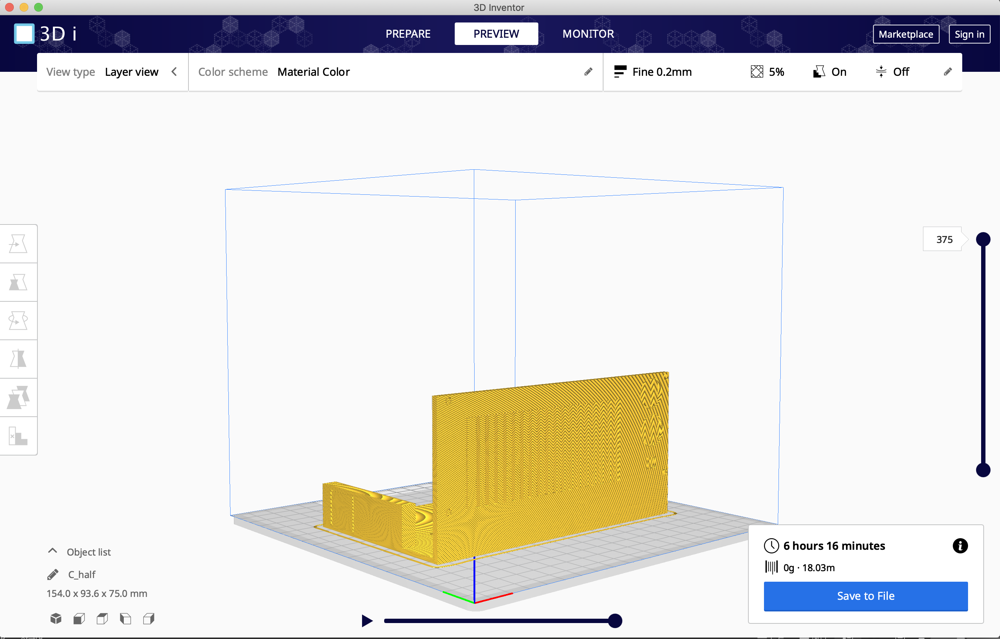 3D Inventor
3D i
PREPARE
PREVIEW
MONITOR
Marketplace
Sign in
View type Layer view
Color scheme Material Color
Fine 0.2mm
5%
On
Off
375
6 hours 16 minutes
0g · 18.03m
Save to File
Object list
C_half
154.0 x 93.6 x 75.0 mm